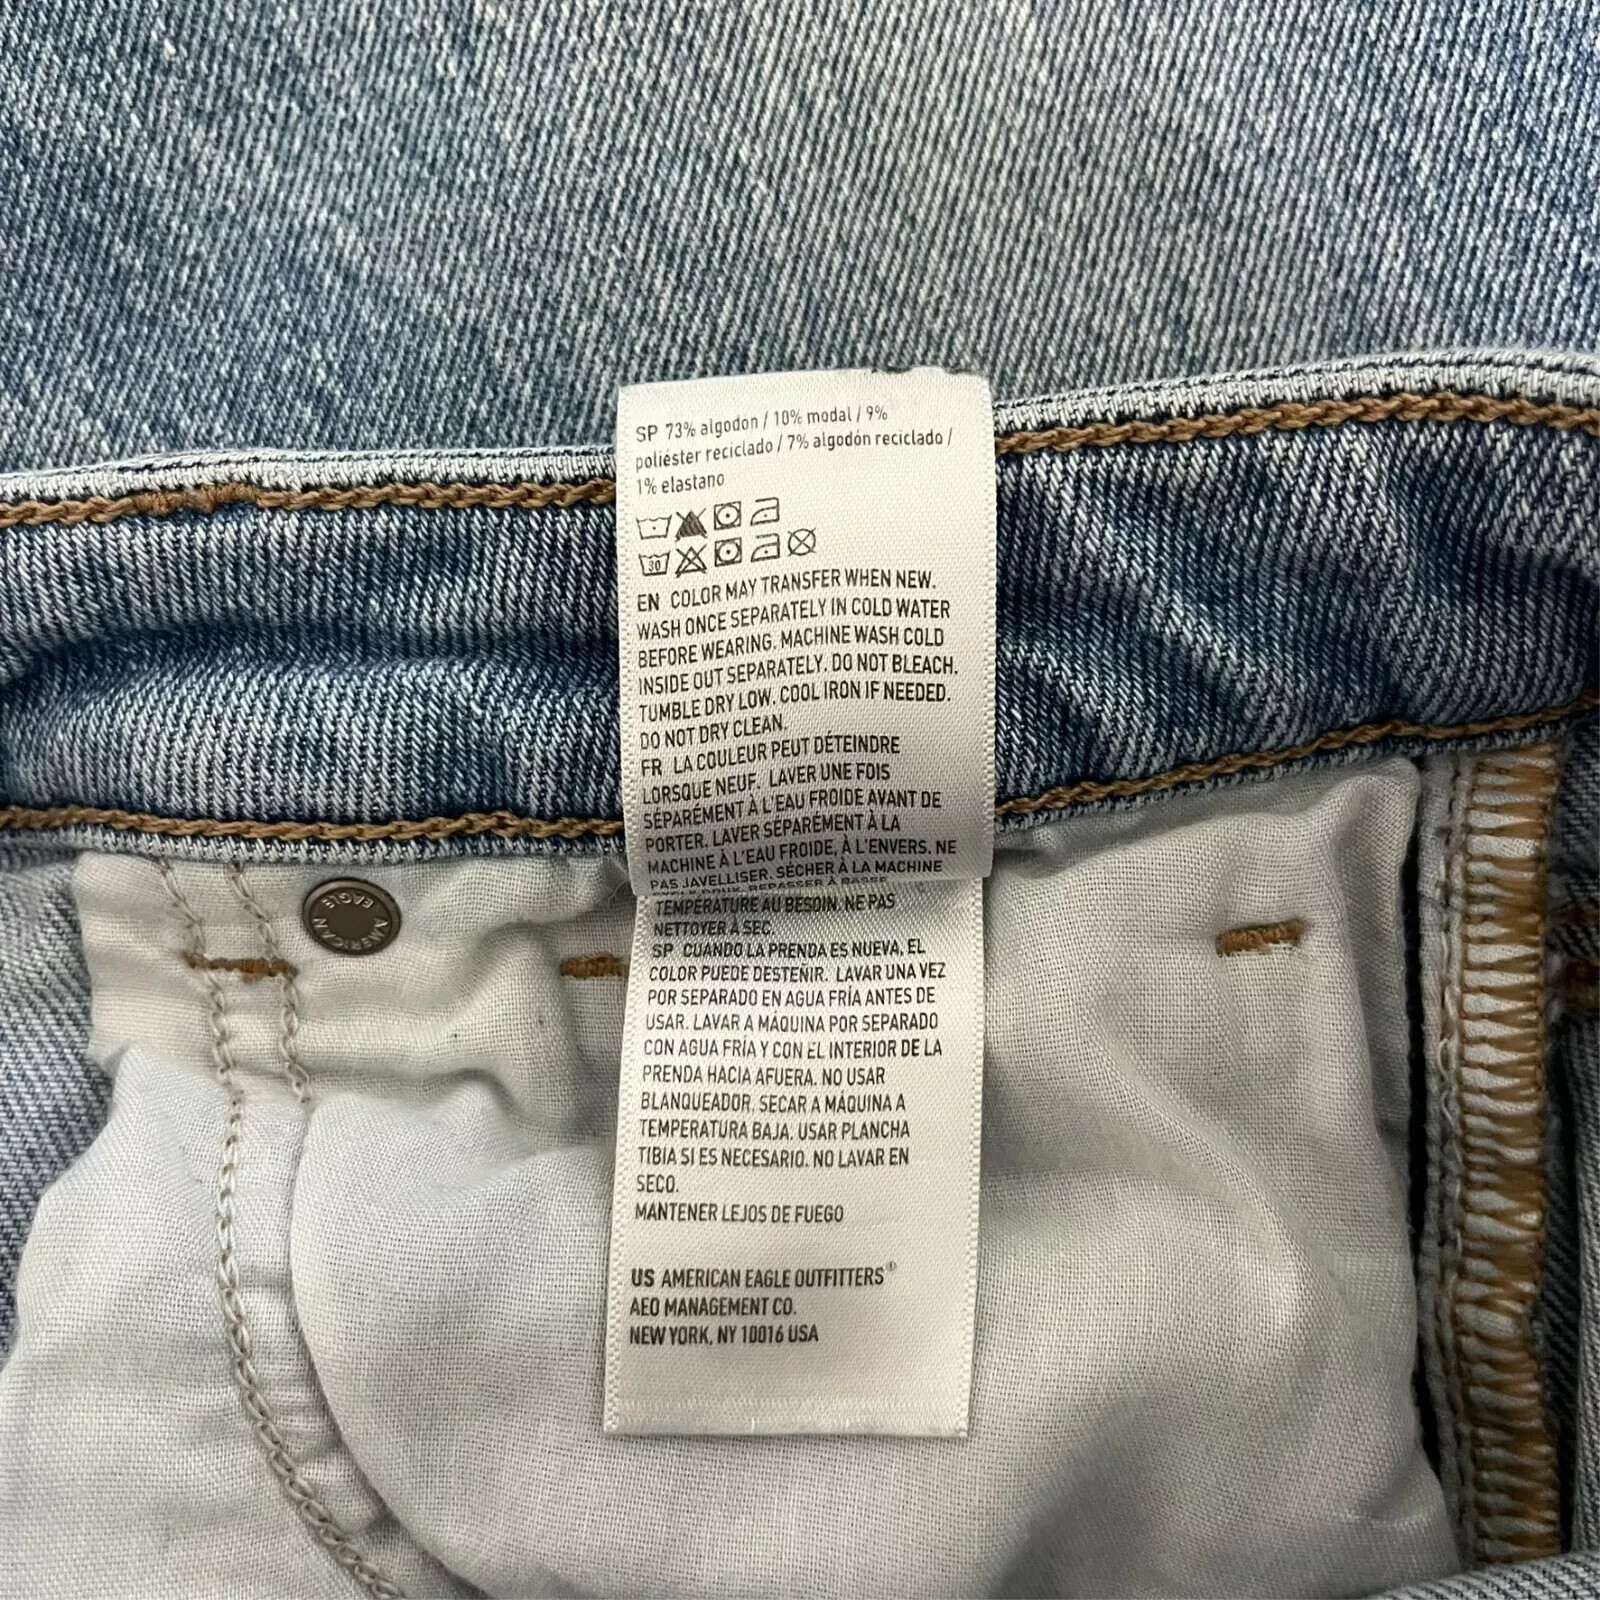 SP 73% algodon / 10% modal / 9%
poliéster reciclado / 7% algodón reciclado /
1% elastano
30
EN COLOR MAY TRANSFER WHEN NEW.
WASH ONCE SEPARATELY IN COLD WATER
BEFORE WEARING. MACHINE WASH COLD
INSIDE OUT SEPARATELY. DO NOT BLEACH.
TUMBLE DRY LOW. COOL IRON IF NEEDED.
DO NOT DRY CLEAN.
FR LA COULEUR PEUT DÉTEINDRE
LORSQUE NEUF. LAVER UNE FOIS
SÉPARÉMENT À L'EAU FROIDE AVANT DE
PORTER. LAVER SÉPARÉMENT À LA
MACHINE À L'EAU FROIDE, À L'ENVERS. NE
PAS JAVELLISER. SÉCHER À LA MACHINE
REPASSER À BASSE
TEMPÉRATURE AU BESOIN. NE PAS
NETTOYER À SEC.
SP CUANDO LA PRENDA ES NUEVA, EL
COLOR PUEDE DESTEÑIR. LAVAR UNA VEZ
POR SEPARADO EN AGUA FRÍA ANTES DE
USAR. LAVAR A MÁQUINA POR SEPARADO
CON AGUA FRÍA Y CON EL INTERIOR DE LA
PRENDA HACIA AFUERA. NO USAR
BLANQUEADOR. SECAR A MÁQUINA A
TEMPERATURA BAJA. USAR PLANCHA
TIBIA SI ES NECESARIO. NO LAVAR EN
SECO.
MANTENER LEJOS DE FUEGO
US AMERICAN EAGLE OUTFITTERS®
AEO MANAGEMENT CO.
NEW YORK, NY 10016 USA
AMERICAN
EAGLE